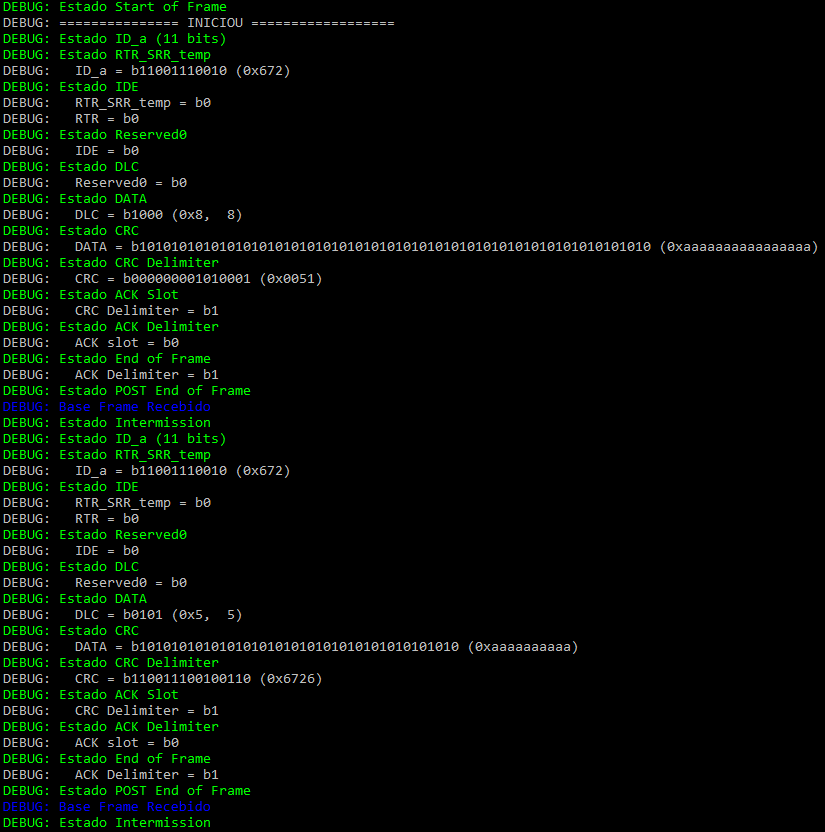 DEBUG: Estado Start of Frame
DEBUG: =============== INICIOU ==================
DEBUG: Estado ID_a (11 bits)
DEBUG: Estado RTR_SRR_temp
DEBUG:   ID_a = b11001110010 (0x672)
DEBUG: Estado IDE
DEBUG:   RTR_SRR_temp = b0
DEBUG:   RTR = b0
DEBUG: Estado Reserved0
DEBUG:   IDE = b0
DEBUG: Estado DLC
DEBUG:   Reserved0 = b0
DEBUG: Estado DATA
DEBUG:   DLC = b1000 (0x8,  8)
DEBUG: Estado CRC
DEBUG:   DATA = b1010101010101010101010101010101010101010101010101010101010101010 (0xaaaaaaaaaaaaaaaa)
DEBUG: Estado CRC Delimiter
DEBUG:   CRC = b000000001010001 (0x0051)
DEBUG: Estado ACK Slot
DEBUG:   CRC Delimiter = b1
DEBUG: Estado ACK Delimiter
DEBUG:   ACK slot = b0
DEBUG: Estado End of Frame
DEBUG:   ACK Delimiter = b1
DEBUG: Estado POST End of Frame
DEBUG: Base Frame Recebido
DEBUG: Estado Intermission
DEBUG: Estado ID_a (11 bits)
DEBUG: Estado RTR_SRR_temp
DEBUG:   ID_a = b11001110010 (0x672)
DEBUG: Estado IDE
DEBUG:   RTR_SRR_temp = b0
DEBUG:   RTR = b0
DEBUG: Estado Reserved0
DEBUG:   IDE = b0
DEBUG: Estado DLC
DEBUG:   Reserved0 = b0
DEBUG: Estado DATA
DEBUG:   DLC = b0101 (0x5,  5)
DEBUG: Estado CRC
DEBUG:   DATA = b1010101010101010101010101010101010101010 (0xaaaaaaaaaa)
DEBUG: Estado CRC Delimiter
DEBUG:   CRC = b110011100100110 (0x6726)
DEBUG: Estado ACK Slot
DEBUG:   CRC Delimiter = b1
DEBUG: Estado ACK Delimiter
DEBUG:   ACK slot = b0
DEBUG: Estado End of Frame
DEBUG:   ACK Delimiter = b1
DEBUG: Estado POST End of Frame
DEBUG: Base Frame Recebido
DEBUG: Estado Intermission